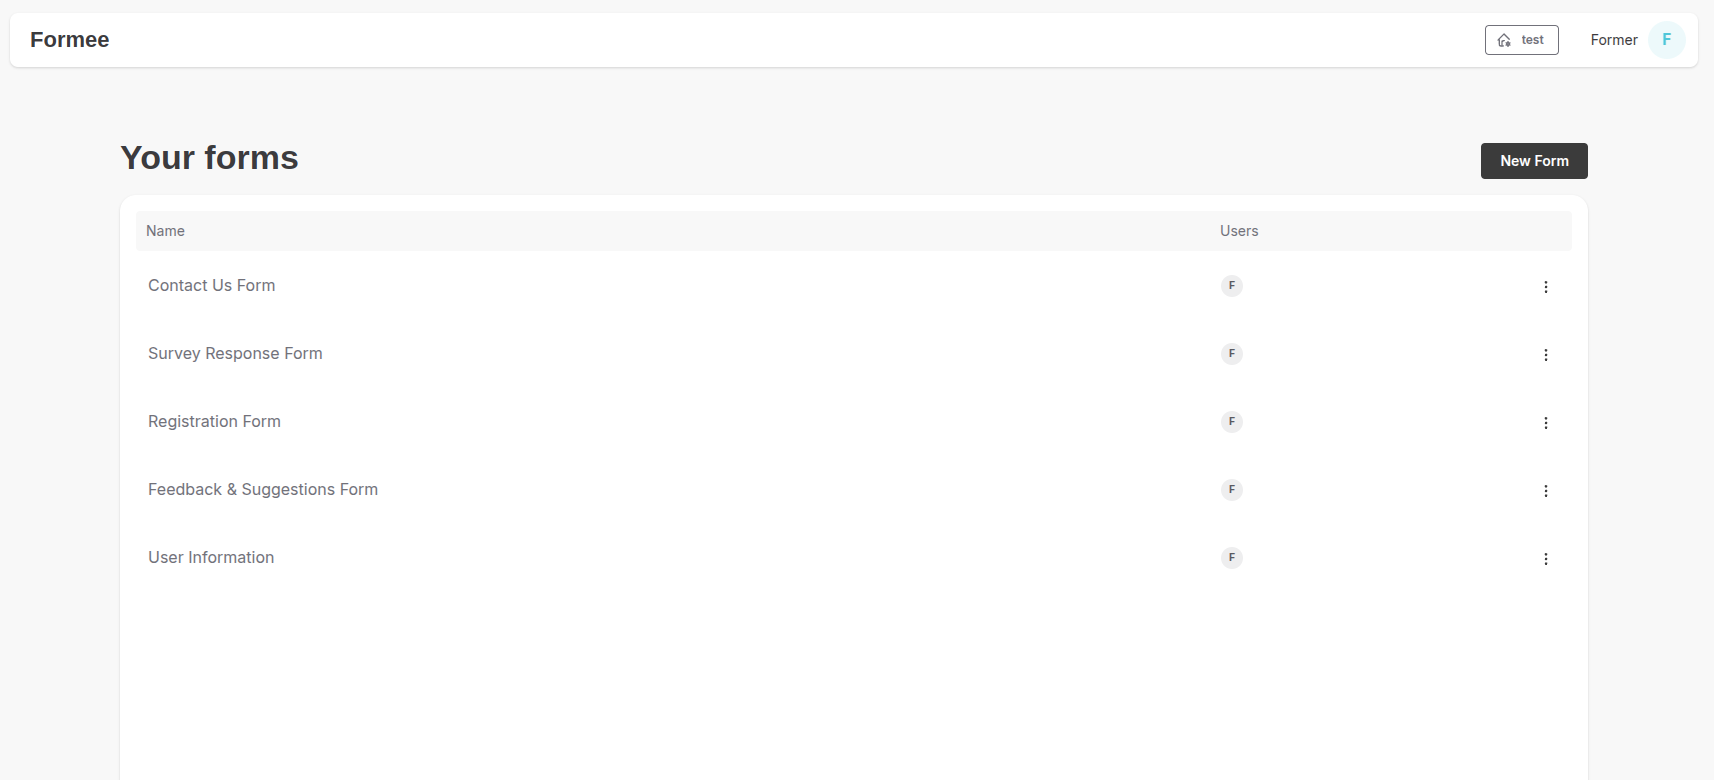 Formee
test
Former F
Your forms
New Form
Name Users
Contact Us Form F
Survey Response Form F
Registration Form F
Feedback & Suggestions Form F
User Information F